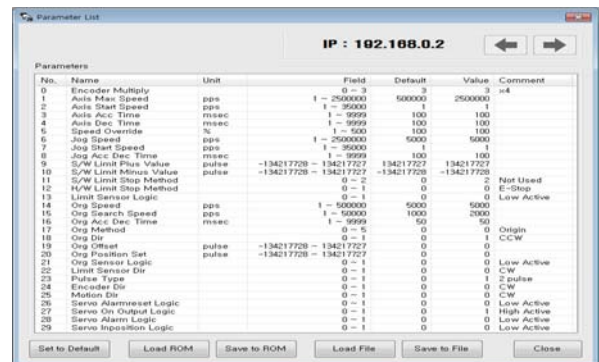 Parameter List
IP : 192.168.0.2
Parameters
No. Name Unit Field Default Value Comment
0 Encoder Multiply 0 ~ 3 3 3 x4
1 Axis Max Speed pps 1 ~ 2500000 500000 2500000
2 Axis Start Speed pps 1 ~ 35000 1 1
3 Axis Acc Time msec 1 ~ 9999 100 100
4 Axis Dec Time msec 1 ~ 9999 100 100
5 Speed Override % 1 ~ 500 100 100
6 Jog Speed pps 1 ~ 2500000 5000 5000
7 Jog Start Speed pps 1 ~ 35000 1 1
8 Jog Acc Dec Time msec 1 ~ 9999 100 100
9 S/W Limit Plus Value pulse -134217728 ~ 134217727 134217727 134217727
10 S/W Limit Minus Value pulse -134217728 ~ 134217727 -134217728 -134217728
11 S/W Limit Stop Method 0 ~ 2 0 2 Not Used
12 H/W Limit Stop Method 0 ~ 1 0 0 E-Stop
13 Limit Sensor Logic 0 ~ 1 0 0 Low Active
14 Org Speed pps 1 ~ 500000 5000 5000
15 Org Search Speed pps 1 ~ 50000 1000 2000
16 Org Acc Dec Time msec 1 ~ 9999 50 50
17 Org Method 0 ~ 5 0 0 Origin
18 Org Dir 0 ~ 1 0 1 CCW
19 Org Offset pulse -134217728 ~ 134217727 0 0
20 Org Position Set pulse -134217728 ~ 134217727 0 0
21 Org Sensor Logic 0 ~ 1 0 0 Low Active
22 Limit Sensor Dir 0 ~ 1 0 0 CW
23 Pulse Type 0 ~ 1 0 1 2 pulse
24 Encoder Dir 0 ~ 1 0 0 CW
25 Motion Dir 0 ~ 1 0 0 CW
26 Servo Alarmreset Logic 0 ~ 1 0 0 Low Active
27 Servo On Output Logic 0 ~ 1 0 1 High Active
28 Servo Alarm Logic 0 ~ 1 0 0 Low Active
29 Servo Inposition Logic 0 ~ 1 0 0 Low Active
Set to Default Load ROM Save to ROM Load File Save to File Close